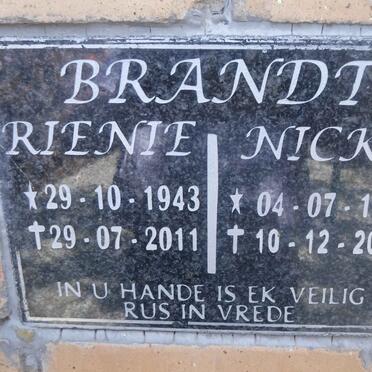 BRANDT
RIENIE NICK
★ 29 - 10 - 1943 ★ 04 - 07 - 1
✝ 29 - 07 - 2011 ✝ 10 - 12 - 20
IN U HANDE IS EK VEILIG
RUS IN VREDE